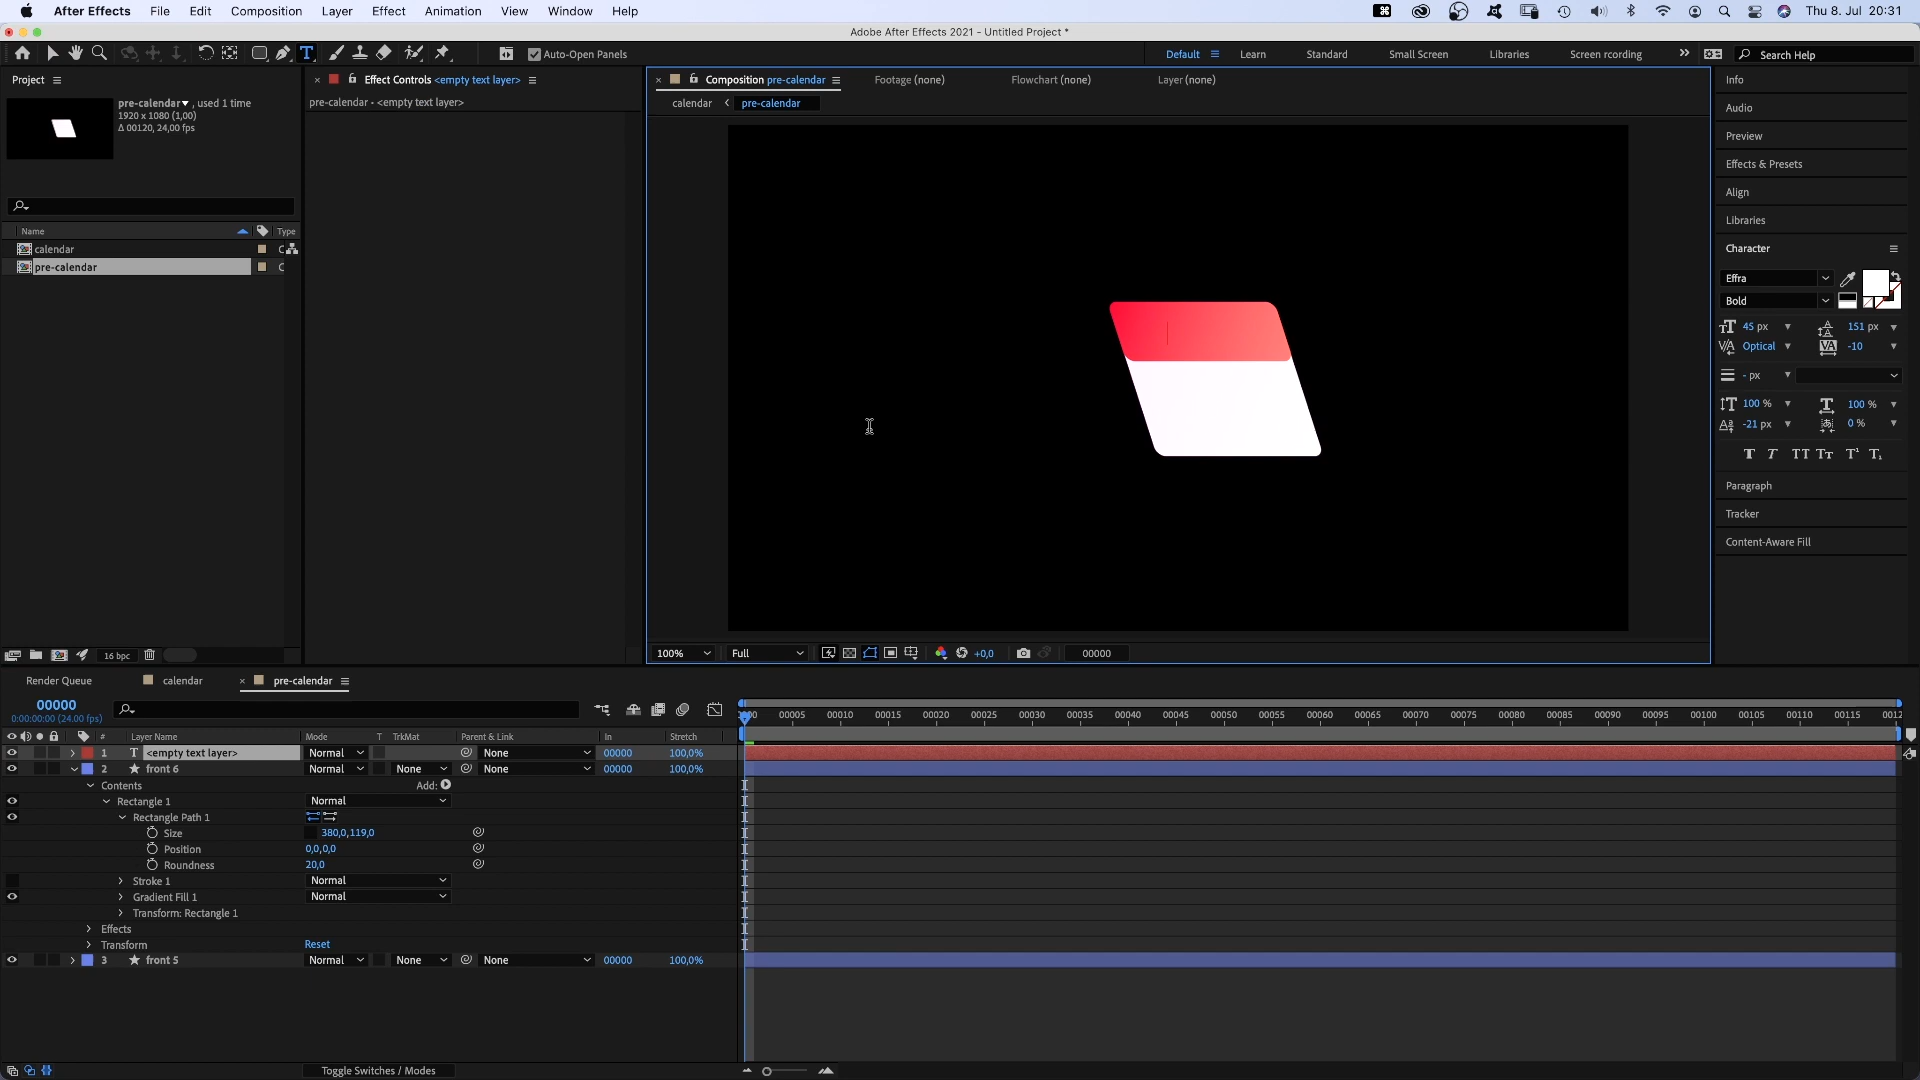 After Effects File Edit Composition Layer Effect Animation View Window Help Thu 8. Jul 20:31
Adobe After Effects 2021 - Untitled Project *
Auto-Open Panels Default Learn Standard Small Screen Libraries Screen recording Search Help
Project
pre-calendar , used 1 time
1920 x 1080 (1,00)
Δ 00120, 24,00 fps
Name Type
calendar
pre-calendar
16 bpc
Effect Controls <empty text layer>
pre-calendar • <empty text layer>
Composition pre-calendar Footage (none) Flowchart (none) Layer (none)
calendar pre-calendar
100% Full +0,0 00000
Info
Audio
Preview
Effects & Presets
Align
Libraries
Character
Effra
Bold
45 px 151 px
Optical -10
- px
100 % 100 %
-21 px 0 %
Paragraph
Tracker
Content-Aware Fill
Render Queue calendar pre-calendar
00000
0:00:00:00 (24.00 fps)
00005 00010 00015 00020 00025 00030 00035 00040 00045 00050 00055 00060 00065 00070 00075 00080 00085 00090 00095 00100 00105 00110 00115 0012
# Layer Name Mode T TrkMat Parent & Link In Stretch
1 T <empty text layer> Normal None 00000 100,0%
2 front 6 Normal None None 00000 100,0%
Contents Add:
Rectangle 1 Normal
Rectangle Path 1
Size 380,0,119,0
Position 0,0,0,0
Roundness 20,0
Stroke 1 Normal
Gradient Fill 1 Normal
Transform: Rectangle 1
Effects
Transform Reset
3 front 5 Normal None None 00000 100,0%
Toggle Switches / Modes